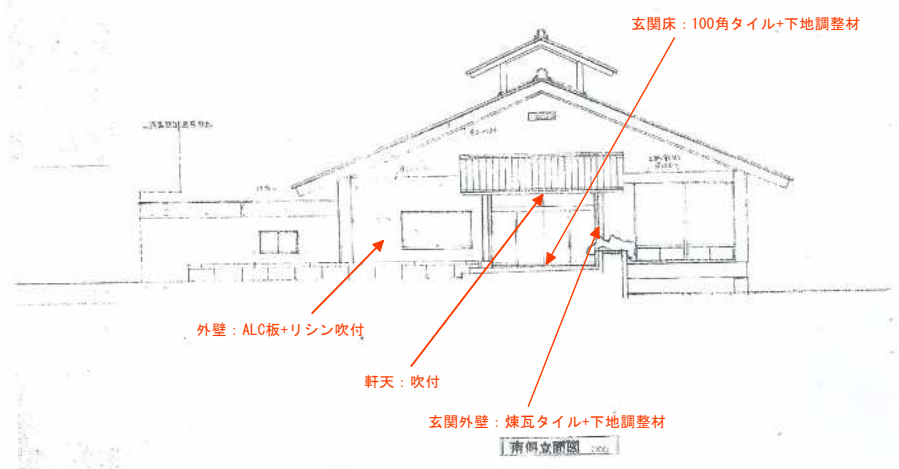 玄関床：100角タイル+下地調整材
外壁：ALC板+リシン吹付
軒天：吹付
玄関外壁：煉瓦タイル+下地調整材
南側立面図